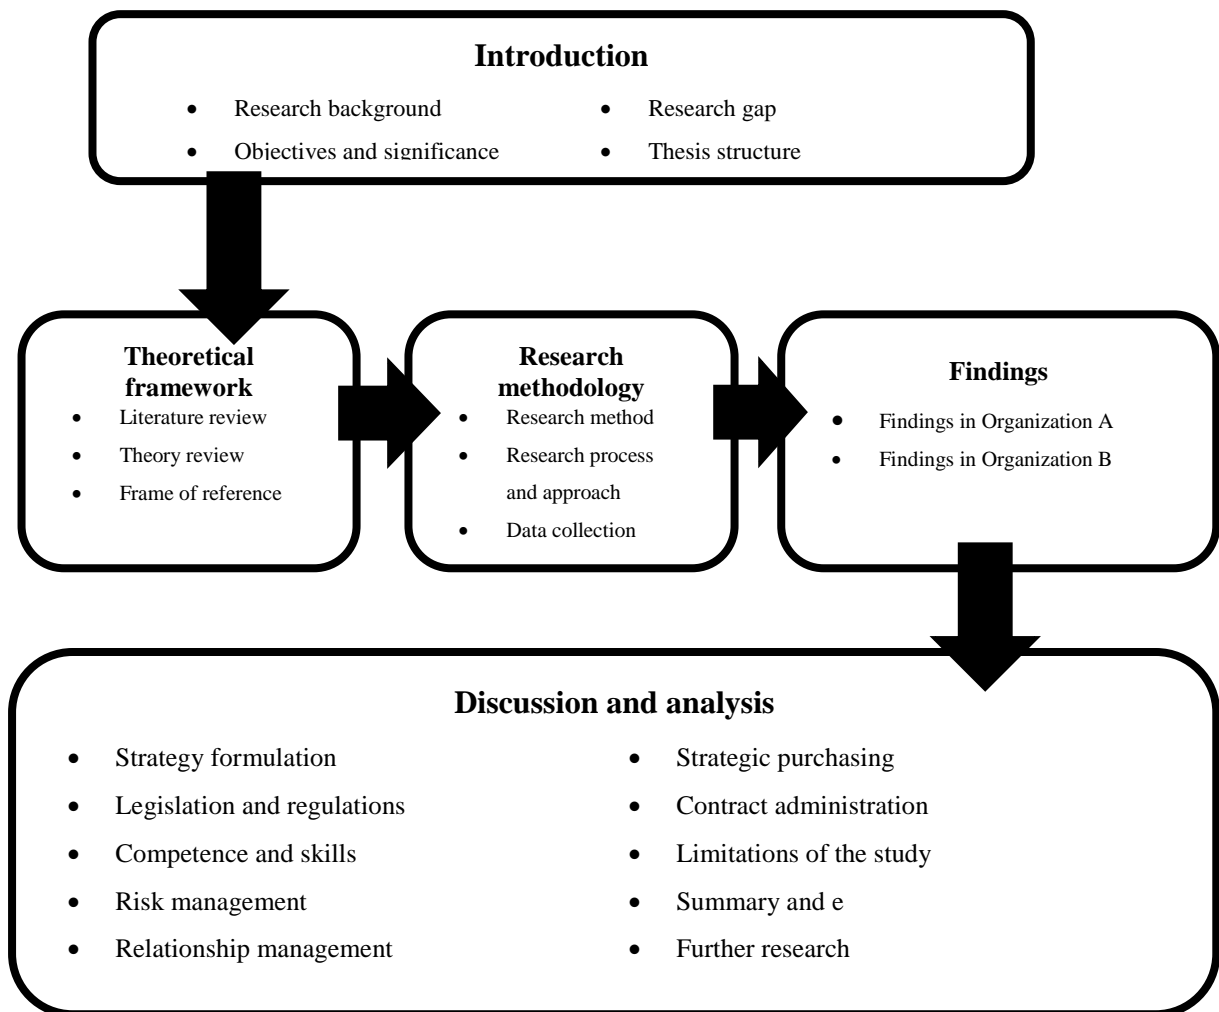 Introduction
• Research background
• Objectives and significance
• Research gap
• Thesis structure
Theoretical
framework
• Literature review
• Theory review
• Frame of reference
Research
methodology
• Research method
• Research process
and approach
• Data collection
Findings
• Findings in Organization A
• Findings in Organization B
Discussion and analysis
• Strategy formulation
• Legislation and regulations
• Competence and skills
• Risk management
• Relationship management
• Strategic purchasing
• Contract administration
• Limitations of the study
• Summary and e
• Further research